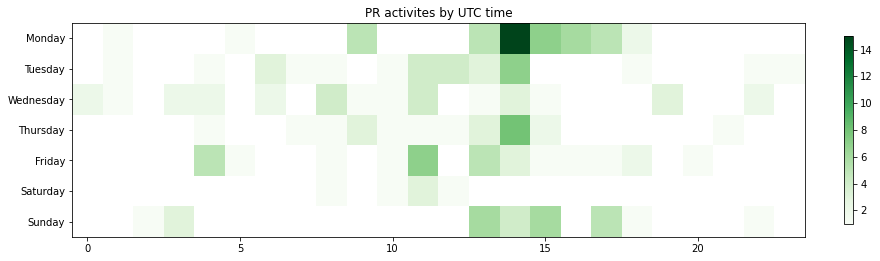 PR activites by UTC time
Monday
Tuesday
Wednesday
Thursday
Friday
Saturday
Sunday
0 5 10 15 20
14
12
10
8
6
4
2